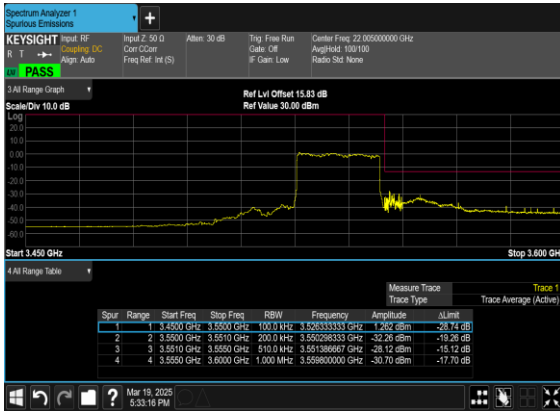 Spectrum Analyzer 1
Spurious Emissions
+
KEYSIGHT Input: RF Input Z: 50 Ω Atten: 30 dB Trig: Free Run Center Freq: 22.005000000 GHz
R T Coupling: DC Corr CCorr Gate: Off Avg|Hold: 100/100
Align: Auto Freq Ref: Int (S) IF Gain: Low Radio Std: None
PASS
3 All Range Graph
Ref Lvl Offset 15.83 dB
Scale/Div 10.0 dB Ref Value 30.00 dBm
Log
20.0
10.0
0.00
-10.0
-20.0
-30.0
-40.0
-50.0
-60.0
Start 3.450 GHz Stop 3.600 GH
4 All Range Table
Measure Trace Trace 1
Trace Type Trace Average (Active)
Spur Range Start Freq Stop Freq RBW Frequency Amplitude ΔLimit
1 1 3.4500 GHz 3.5500 GHz 100.0 kHz 3.526333333 GHz 1.262 dBm -28.74 dB
2 2 3.5500 GHz 3.5510 GHz 200.0 kHz 3.550298333 GHz -32.26 dBm -19.26 dB
3 3 3.5510 GHz 3.5550 GHz 510.0 kHz 3.551386667 GHz -28.12 dBm -15.12 dB
4 4 3.5550 GHz 3.6000 GHz 1.000 MHz 3.559800000 GHz -30.70 dBm -17.70 dB
?
Mar 19, 2025
5:33:16 PM